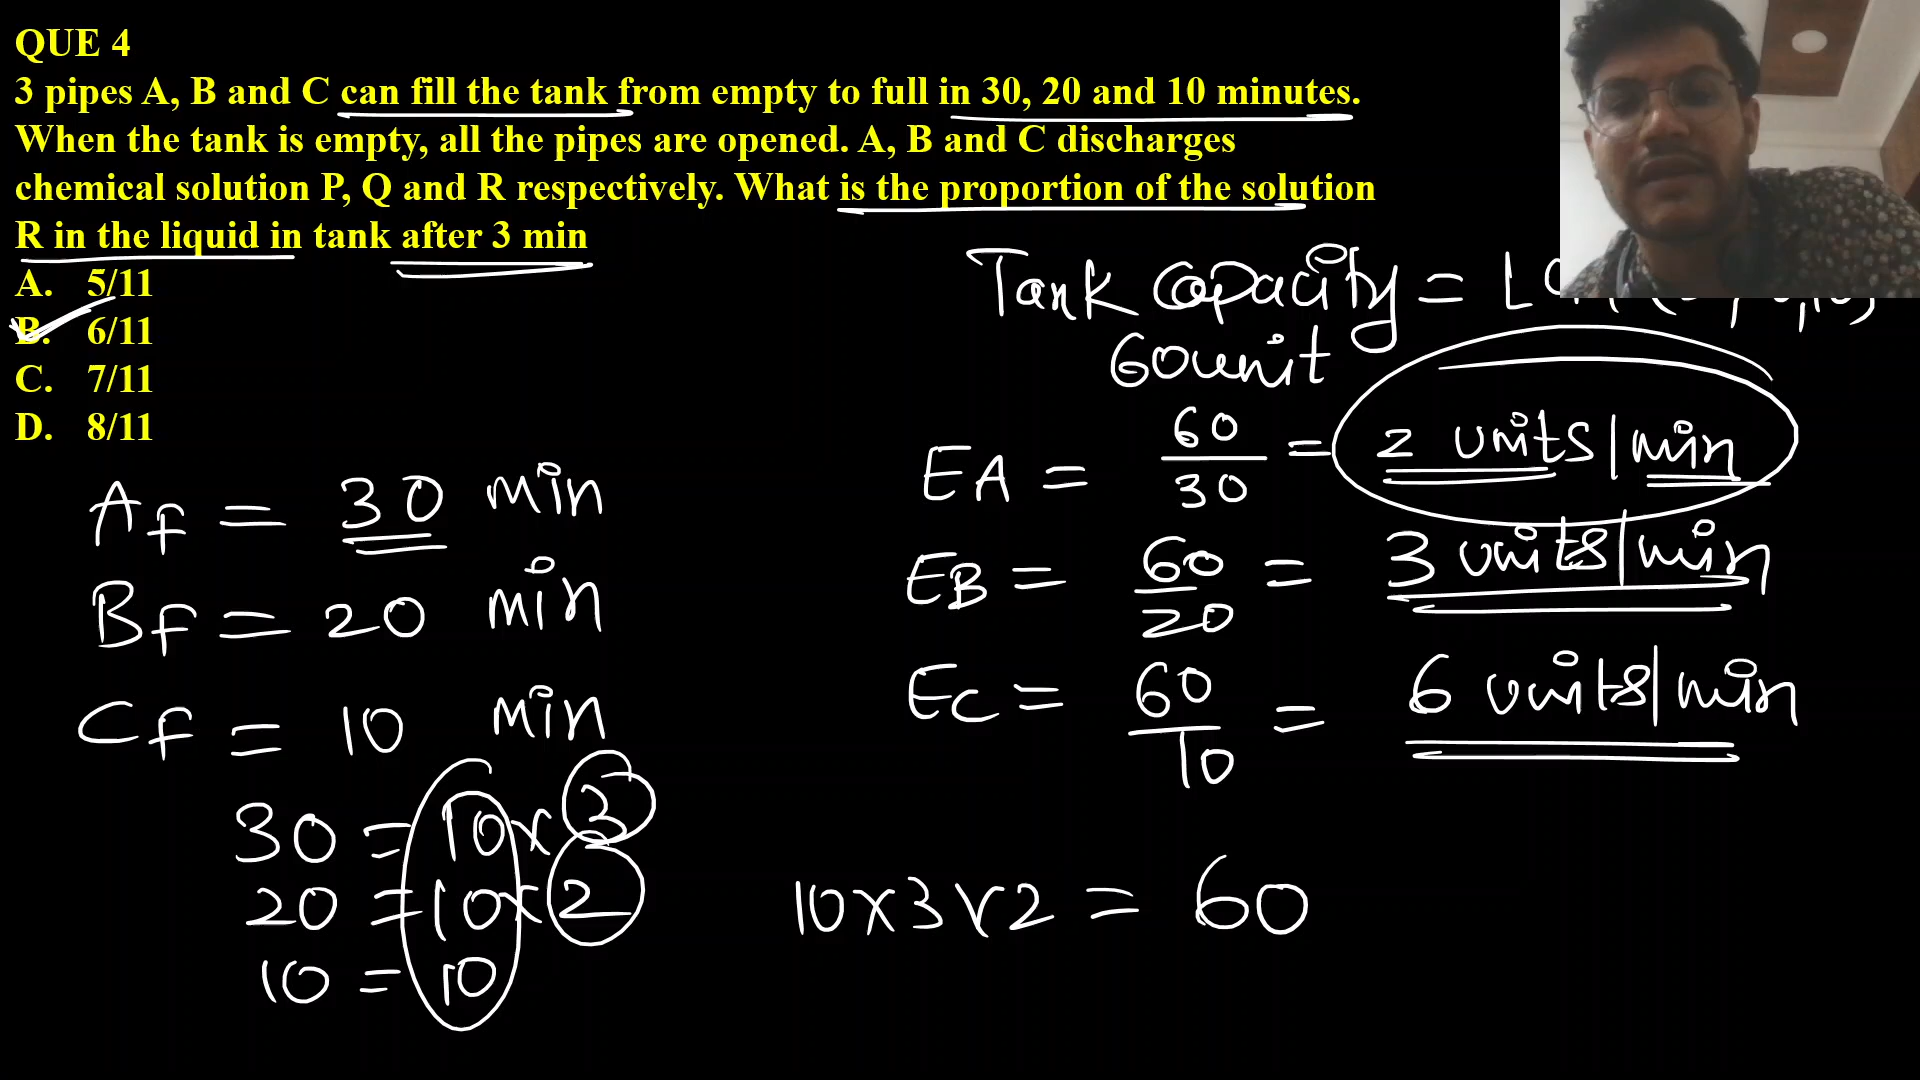 QUE 4
3 pipes A, B and C can fill the tank from empty to full in 30, 20 and 10 minutes.
When the tank is empty, all the pipes are opened. A, B and C discharges
chemical solution P, Q and R respectively. What is the proportion of the solution
R in the liquid in tank after 3 min
A. 5/11
B. 6/11
C. 7/11
D. 8/11
Tank capacity =
60unit
EA = 60/30 = 2 units/min
EB = 60/20 = 3 units/min
EC = 60/10 = 6 units/min
Af = 30 min
Bf = 20 min
Cf = 10 min
30 = 10x3
20 = 10x2
10 = 10
10x3x2 = 60